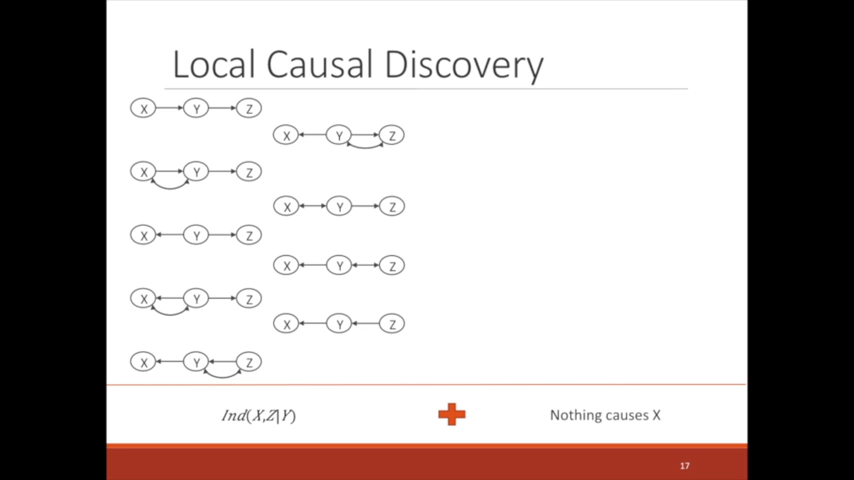 Local Causal Discovery
X Y Z
X Y Z
X Y Z
X Y Z
X Y Z
X Y Z
X Y Z
X Y Z
X Y Z
Ind(X,Z|Y)
Nothing causes X
17